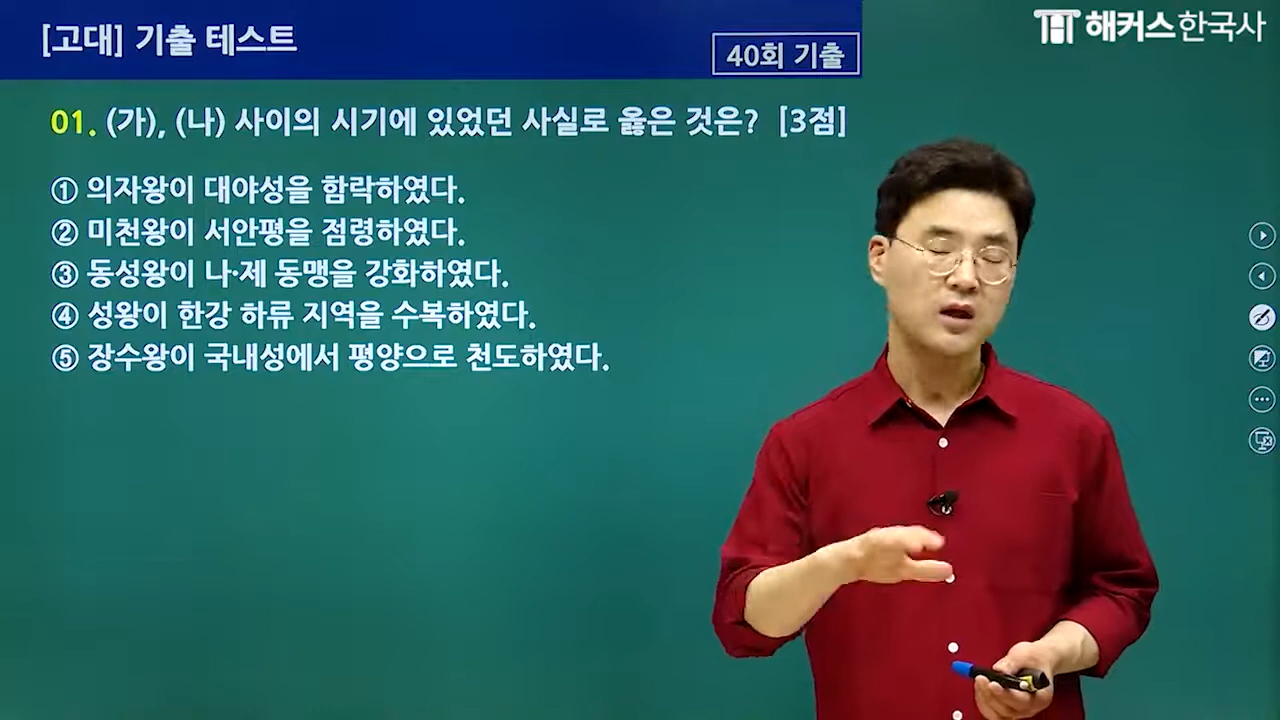 [고대] 기출 테스트
40회 기출
해커스한국사
01. (가), (나) 사이의 시기에 있었던 사실로 옳은 것은? [3점]
① 의자왕이 대야성을 함락하였다.
② 미천왕이 서안평을 점령하였다.
③ 동성왕이 나·제 동맹을 강화하였다.
④ 성왕이 한강 하류 지역을 수복하였다.
⑤ 장수왕이 국내성에서 평양으로 천도하였다.